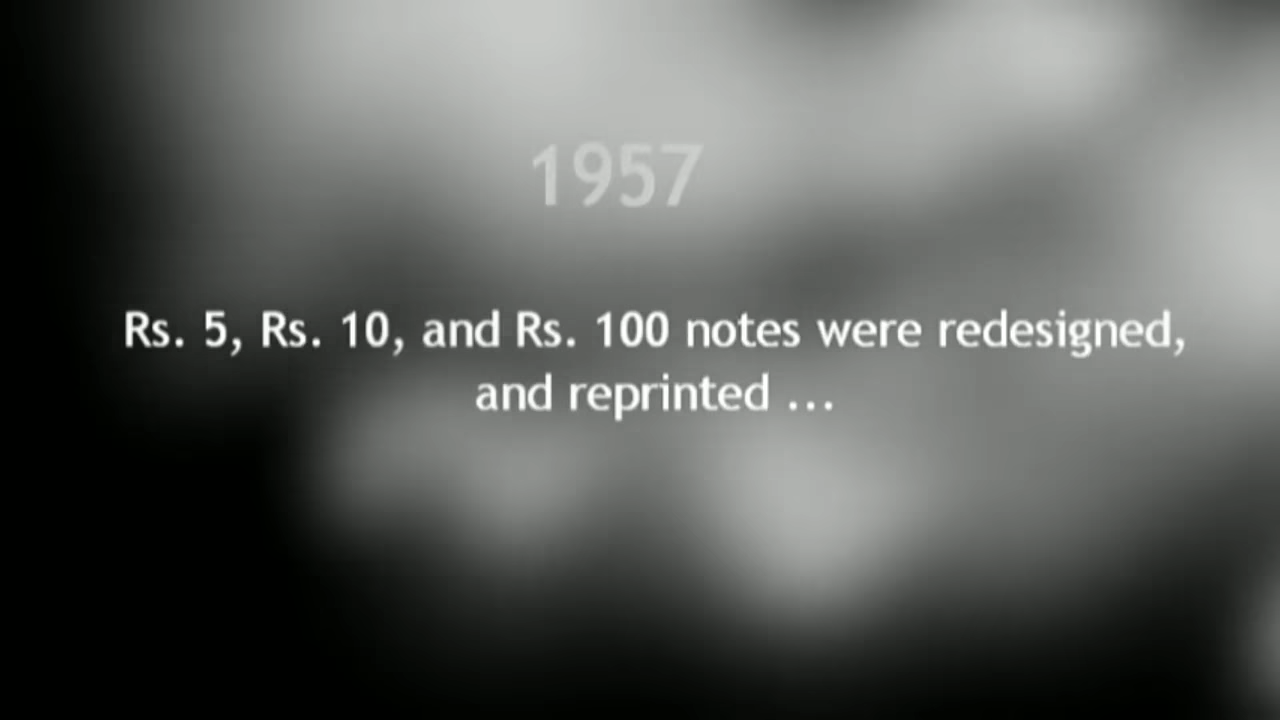 1957
Rs. 5, Rs. 10, and Rs. 100 notes were redesigned,
and reprinted ...